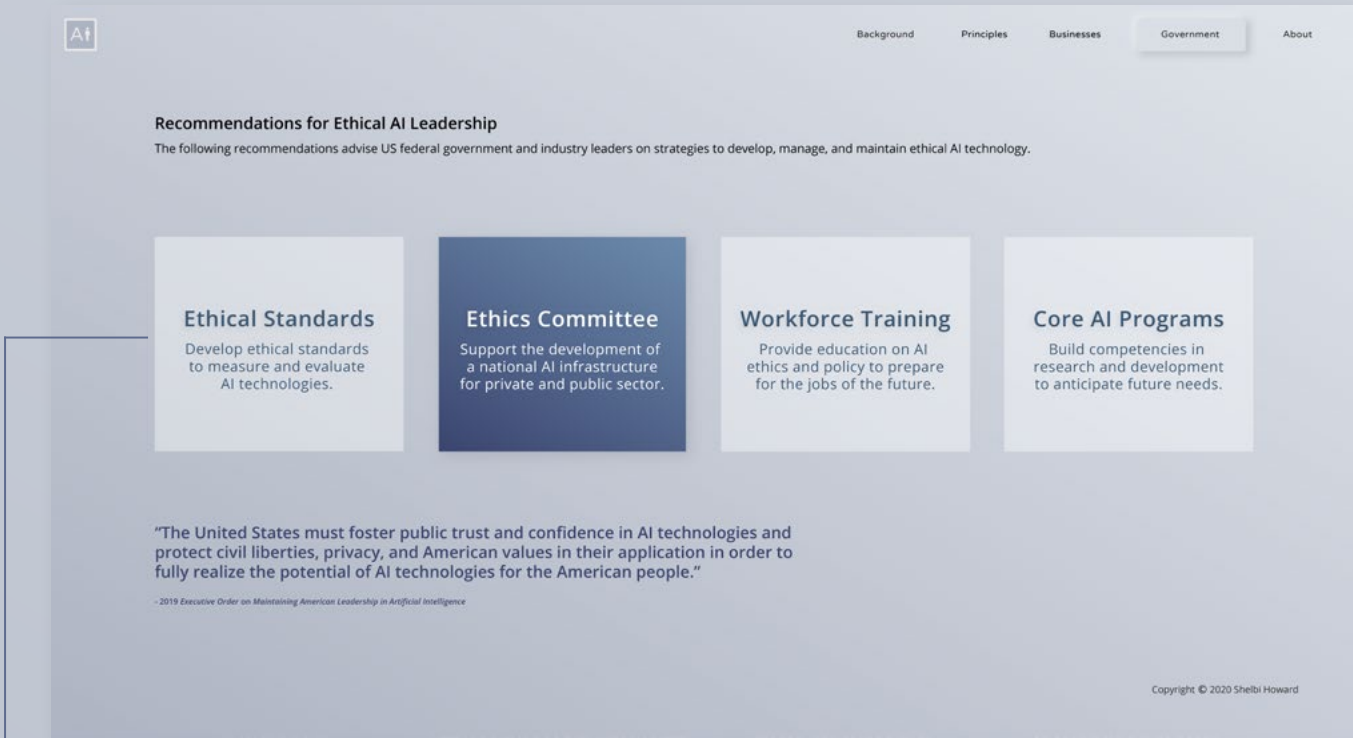 Ai
Background Principles Businesses Government About
Recommendations for Ethical AI Leadership
The following recommendations advise US federal government and industry leaders on strategies to develop, manage, and maintain ethical AI technology.
Ethical Standards
Develop ethical standards
to measure and evaluate
AI technologies.
Ethics Committee
Support the development of
a national AI infrastructure
for private and public sector.
Workforce Training
Provide education on AI
ethics and policy to prepare
for the jobs of the future.
Core AI Programs
Build competencies in
research and development
to anticipate future needs.
“The United States must foster public trust and confidence in AI technologies and
protect civil liberties, privacy, and American values in their application in order to
fully realize the potential of AI technologies for the American people.”
- 2019 Executive Order on Maintaining American Leadership in Artificial Intelligence
Copyright © 2020 Shelbi Howard